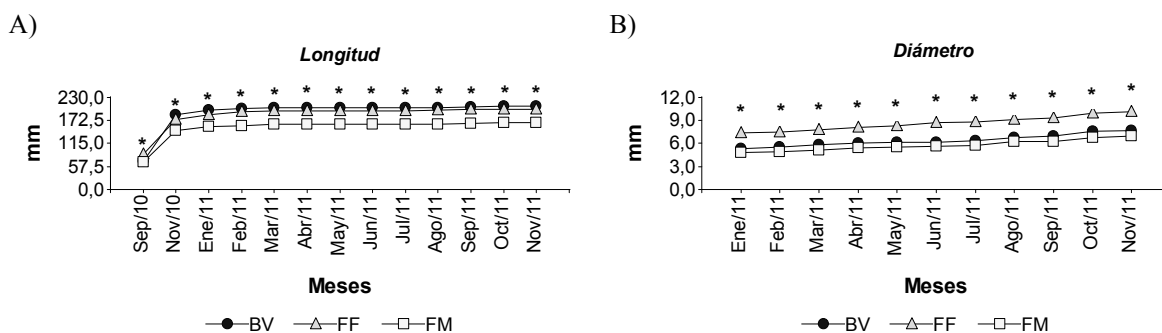 A)
Longitud
* * * * * * * * * * * * *
230,0
172,5
115,0
57,5
0,0
mm
Sep/10
Nov/10
Ene/11
Feb/11
Mar/11
Abr/11
May/11
Jun/11
Jul/11
Ago/11
Sep/11
Oct/11
Nov/11
Meses
BV FF FM
B)
Diámetro
* * * * * * * * * * *
12,0
9,0
6,0
3,0
0,0
mm
Ene/11
Feb/11
Mar/11
Abr/11
May/11
Jun/11
Jul/11
Ago/11
Sep/11
Oct/11
Nov/11
Meses
BV FF FM